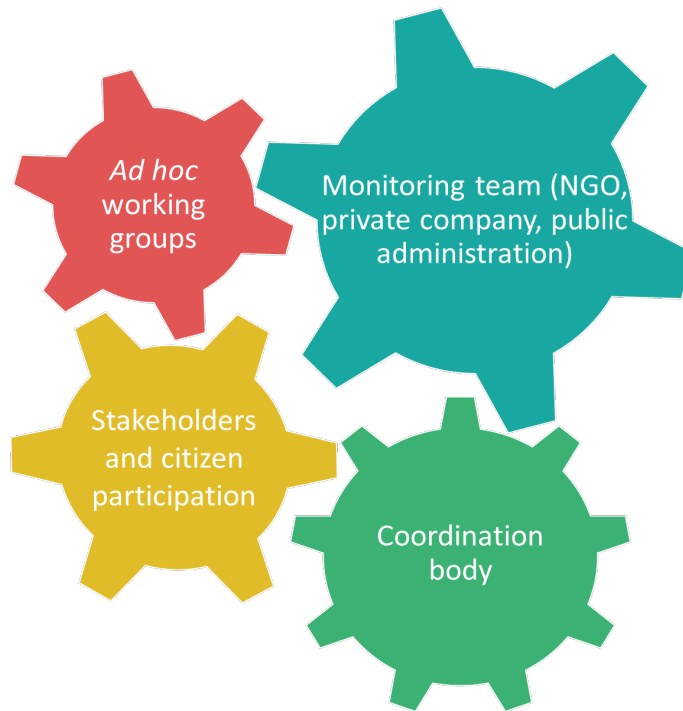 Ad hoc
working
groups
Monitoring team (NGO,
private company, public
administration)
Stakeholders
and citizen
participation
Coordination
body